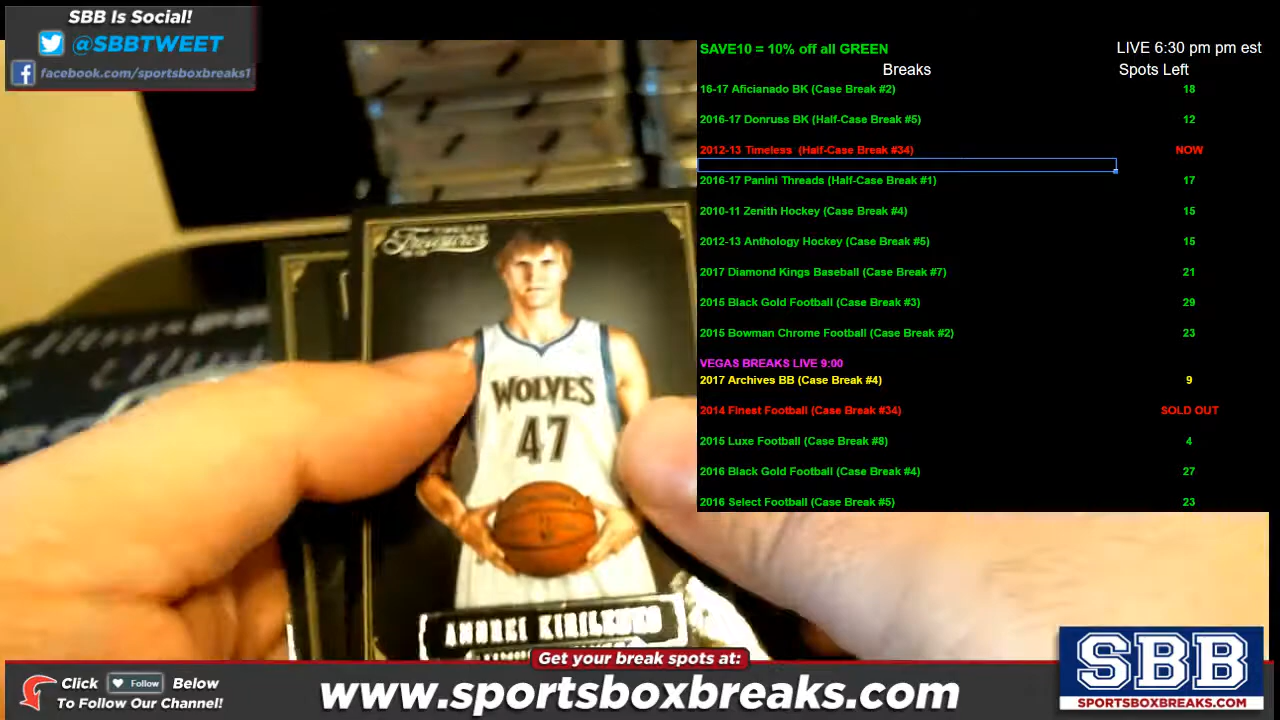 SBB Is Social!
@SBBTWEET
facebook.com/sportsboxbreaks1
SAVE10 = 10% off all GREEN
LIVE 6:30 pm pm est
Breaks Spots Left
16-17 Aficianado BK (Case Break #2) 18
2016-17 Donruss BK (Half-Case Break #5) 12
2012-13 Timeless (Half-Case Break #34) NOW
2016-17 Panini Threads (Half-Case Break #1) 17
2010-11 Zenith Hockey (Case Break #4) 15
2012-13 Anthology Hockey (Case Break #5) 15
2017 Diamond Kings Baseball (Case Break #7) 21
2015 Black Gold Football (Case Break #3) 29
2015 Bowman Chrome Football (Case Break #2) 23
VEGAS BREAKS LIVE 9:00
2017 Archives BB (Case Break #4) 9
2014 Finest Football (Case Break #34) SOLD OUT
2015 Luxe Football (Case Break #8) 4
2016 Black Gold Football (Case Break #4) 27
2016 Select Football (Case Break #5) 23
TIMELESS
Treasures
WOLVES
47
ANDREI KIRILENKO
Get your break spots at:
Click Follow Below
To Follow Our Channel!
www.sportsboxbreaks.com
SBB
SPORTSBOXBREAKS.COM